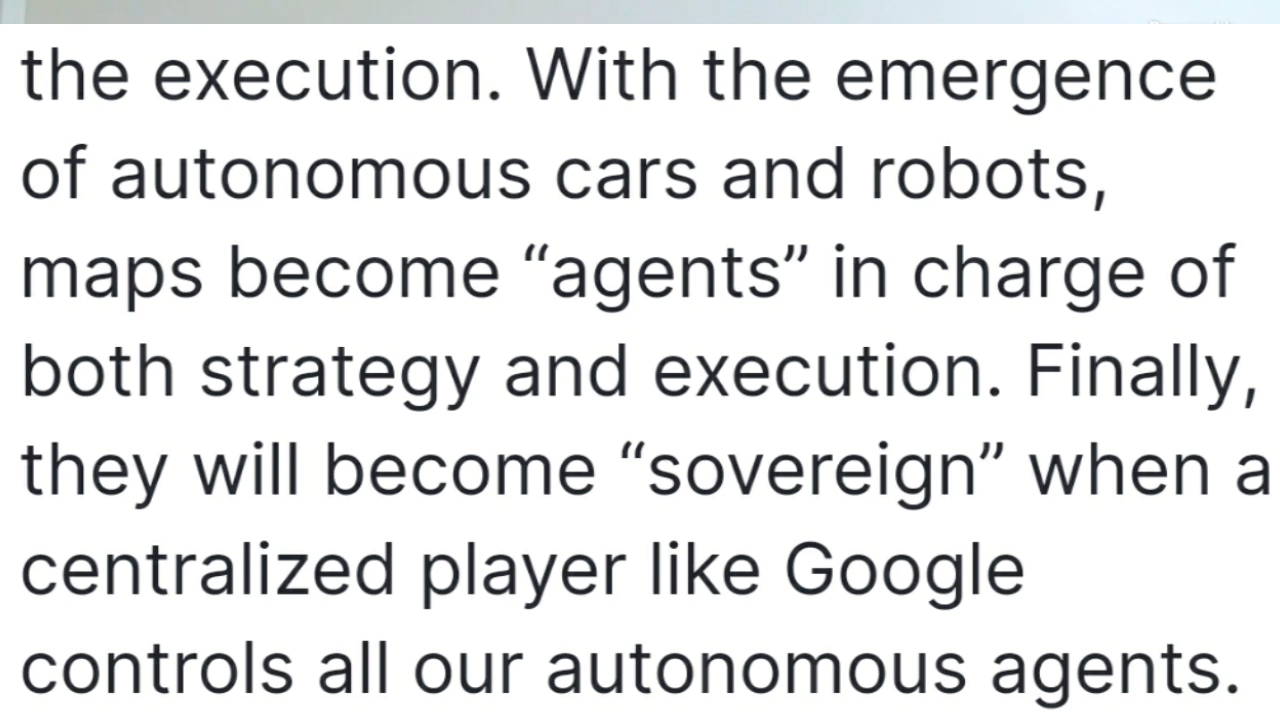 the execution. With the emergence
of autonomous cars and robots,
maps become “agents” in charge of
both strategy and execution. Finally,
they will become “sovereign” when a
centralized player like Google
controls all our autonomous agents.